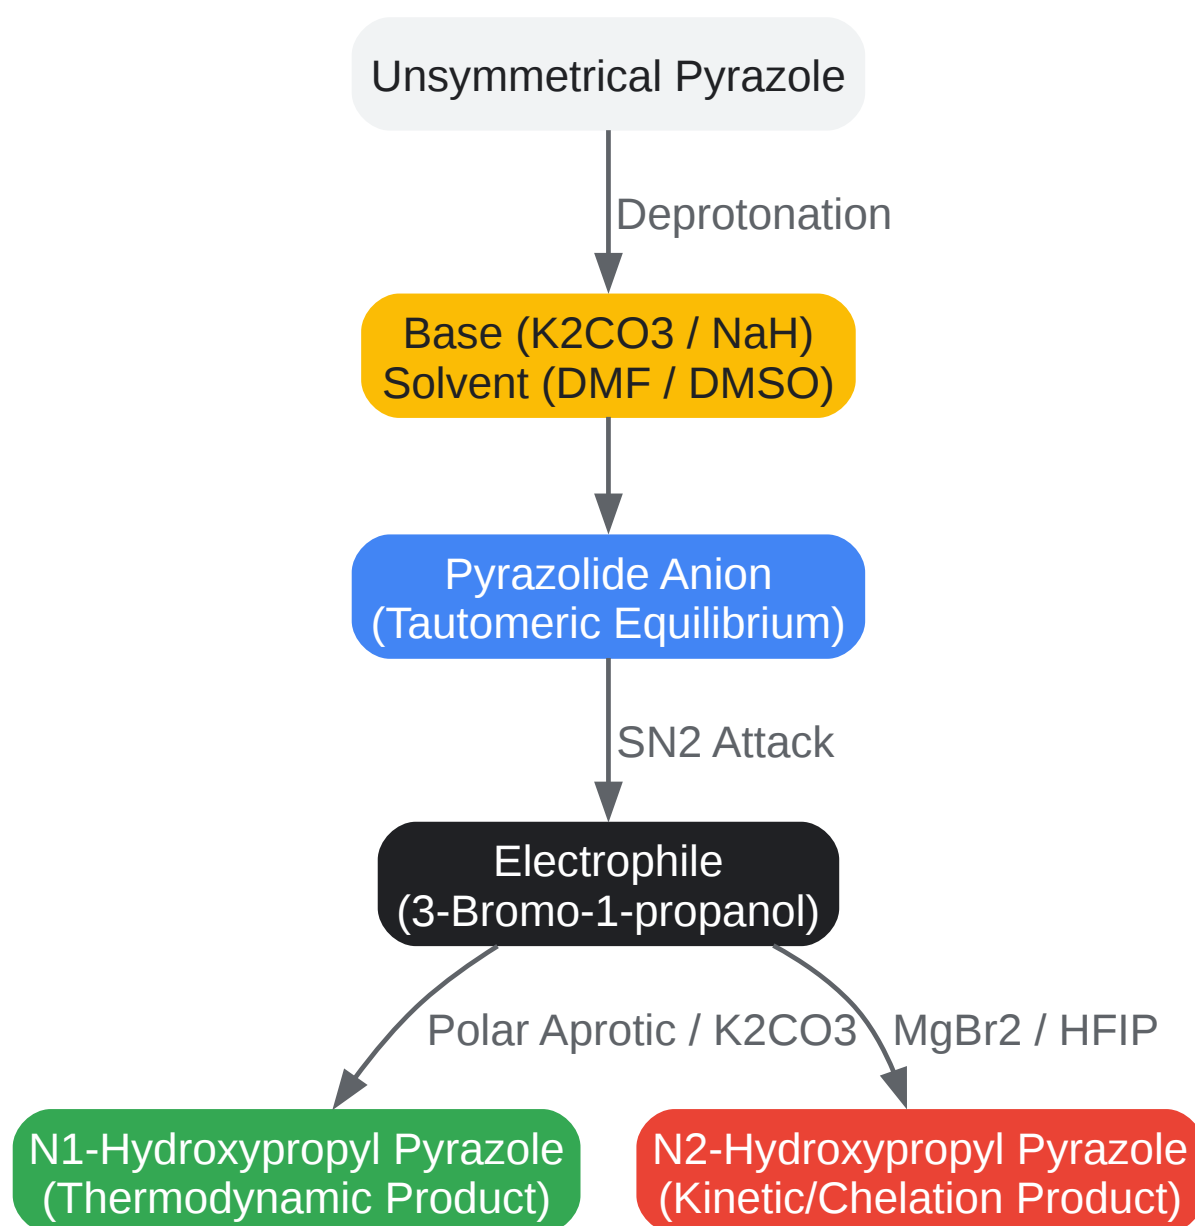 Unsymmetrical Pyrazole
Deprotonation
Base (K2CO3 / NaH)
Solvent (DMF / DMSO)
Pyrazolide Anion
(Tautomeric Equilibrium)
SN2 Attack
Electrophile
(3-Bromo-1-propanol)
Polar Aprotic / K2CO3
MgBr2 / HFIP
N1-Hydroxypropyl Pyrazole
(Thermodynamic Product)
N2-Hydroxypropyl Pyrazole
(Kinetic/Chelation Product)